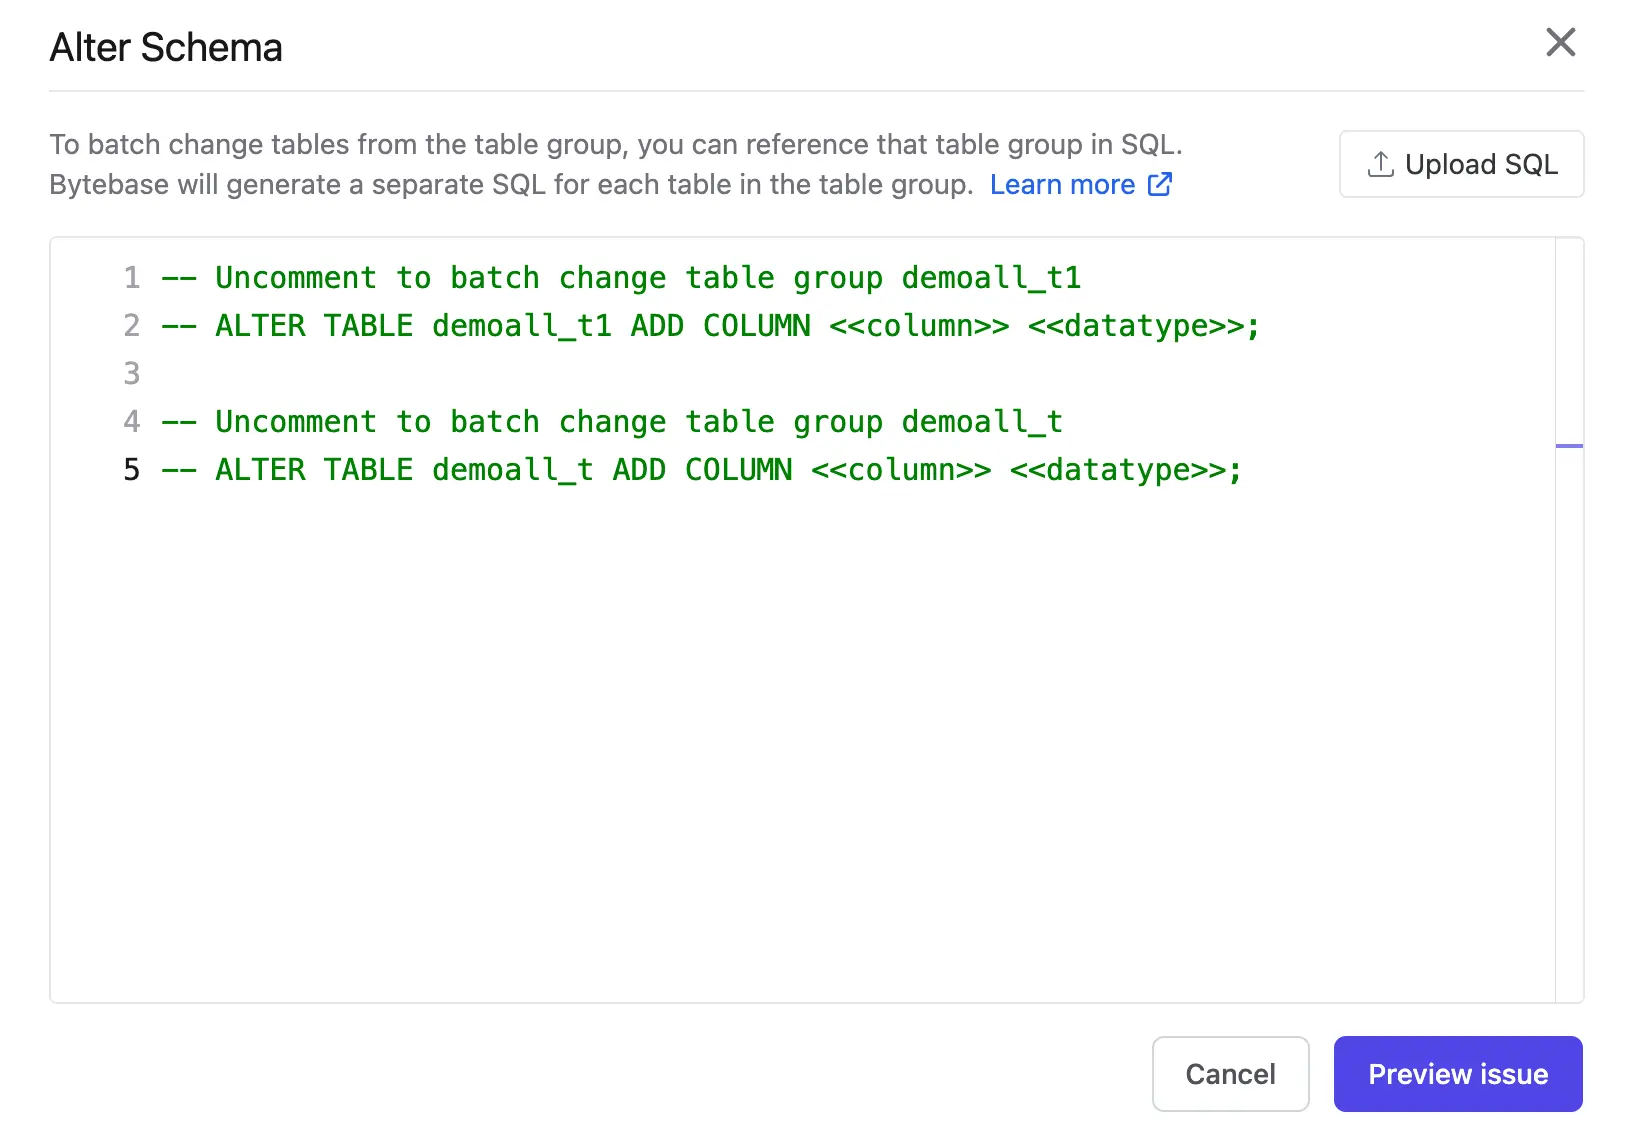 Alter Schema
To batch change tables from the table group, you can reference that table group in SQL.
Bytebase will generate a separate SQL for each table in the table group. Learn more
Upload SQL
1 -- Uncomment to batch change table group demoall_t1
2 -- ALTER TABLE demoall_t1 ADD COLUMN <<column>> <<datatype>>;
3
4 -- Uncomment to batch change table group demoall_t
5 -- ALTER TABLE demoall_t ADD COLUMN <<column>> <<datatype>>;
Cancel
Preview issue